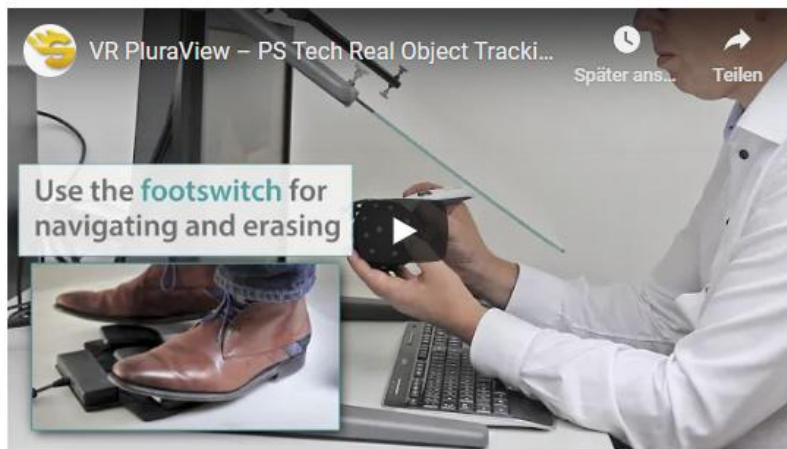 VR PluraView – PS Tech Real Object Tracki...
Später ans...
Teilen
Use the footswitch for
navigating and erasing